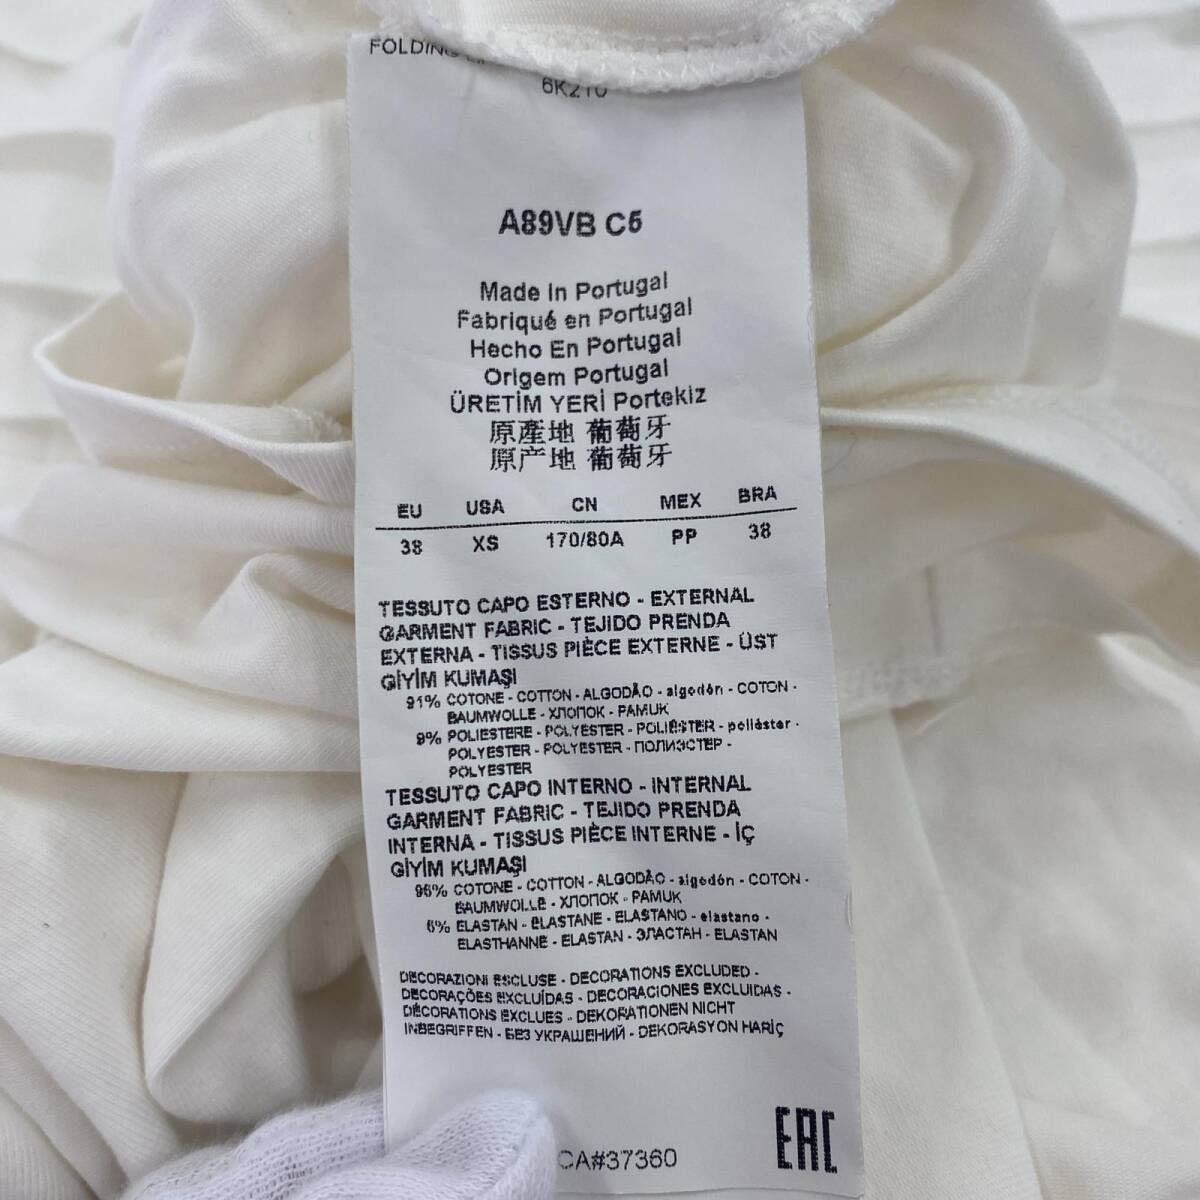 FOLDING
6K210
A89VB C5
Made In Portugal
Fabriqué en Portugal
Hecho En Portugal
Origem Portugal
ÜRETİM YERİ Portekiz
原產地 葡萄牙
原产地 葡萄牙
EU USA CN MEX BRA
38 XS 170/80A PP 38
TESSUTO CAPO ESTERNO - EXTERNAL
GARMENT FABRIC - TEJIDO PRENDA
EXTERNA - TISSUS PIÈCE EXTERNE - ÜST
GİYİM KUMAŞI
91% COTONE - COTTON - ALGODÃO - algodón - COTON -
BAUMWOLLE - ХЛОПОК - PAMUK
9% POLIESTERE - POLYESTER - POLIÉSTER - poliéster -
POLYESTER - POLYESTER - ПОЛИЭСТЕР -
POLYESTER
TESSUTO CAPO INTERNO - INTERNAL
GARMENT FABRIC - TEJIDO PRENDA
INTERNA - TISSUS PIÈCE INTERNE - İÇ
GİYİM KUMAŞI
COTONE - COTTON - ALGODÃO - algodón - COTON -
BAUMWOLLE - ХЛОПОК - PAMUK
ELASTAN - ELASTANE - ELASTANO - elastano -
ELASTHANNE - ELASTAN - ЭЛАСТАН - ELASTAN
DECORAZIONI ESCLUSE - DECORATIONS EXCLUDED -
DECORAÇÕES EXCLUÍDAS - DECORACIONES EXCLUIDAS -
DÉCORATIONS EXCLUES - DEKORATIONEN NICHT
INBEGRIFFEN - БЕЗ УКРАШЕНИЙ - DEKORASYON HARİÇ
EAC
CA#37360